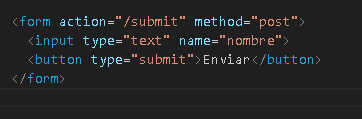 <form action="/submit" method="post">
  <input type="text" name="nombre">
  <button type="submit">Enviar</button>
</form>